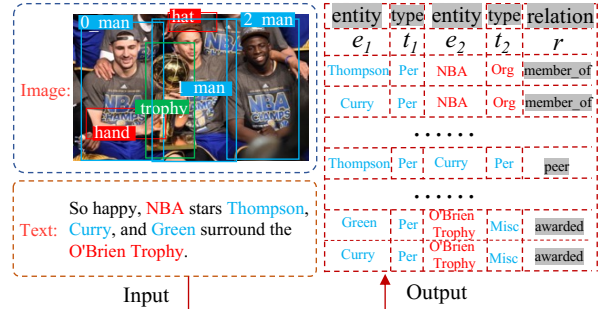 Image:
0_man
hat
2_man
_man
trophy
hand
NBA
CHAMPS
NBA
NBA
Text:
So happy, NBA stars Thompson,
Curry, and Green surround the
O'Brien Trophy.
Input
entity type entity type relation
e1 t1 e2 t2 r
Thompson Per NBA Org member_of
Curry Per NBA Org member_of
......
Thompson Per Curry Per peer
......
Green Per O'Brien Trophy Misc awarded
Curry Per O'Brien Trophy Misc awarded
Output